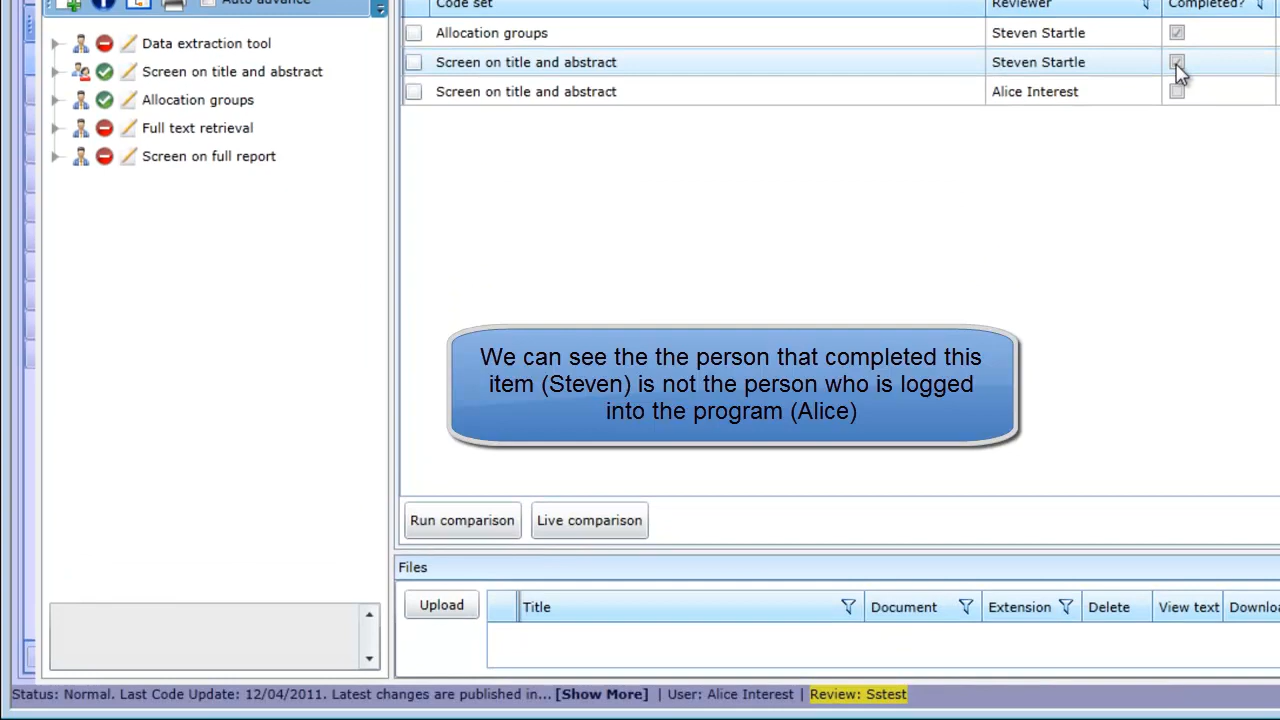 Auto advance
Code set Reviewer Completed?
Data extraction tool
Screen on title and abstract
Allocation groups
Full text retrieval
Screen on full report
Allocation groups Steven Startle
Screen on title and abstract Steven Startle
Screen on title and abstract Alice Interest
We can see the the person that completed this
item (Steven) is not the person who is logged
into the program (Alice)
Run comparison Live comparison
Files
Upload Title Document Extension Delete View text Downloa
Status: Normal. Last Code Update: 12/04/2011. Latest changes are published in... [Show More] | User: Alice Interest | Review: Sstest